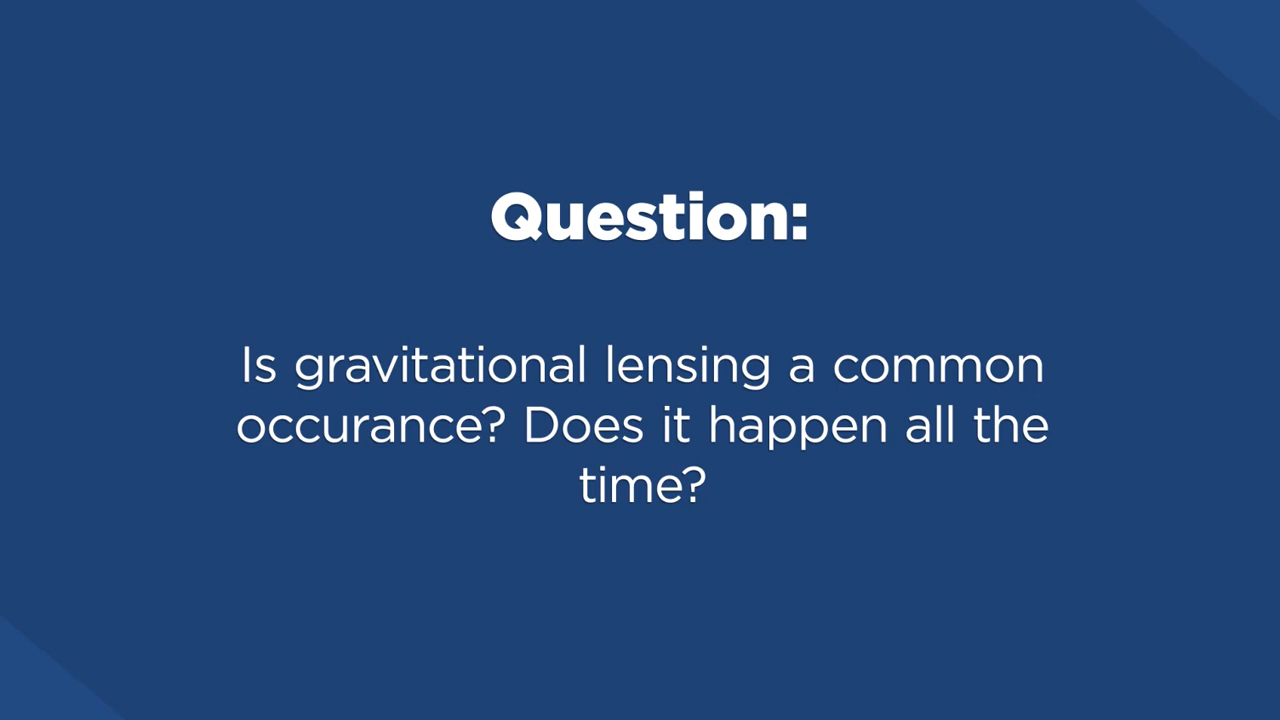 Question:
Is gravitational lensing a common
occurance? Does it happen all the
time?